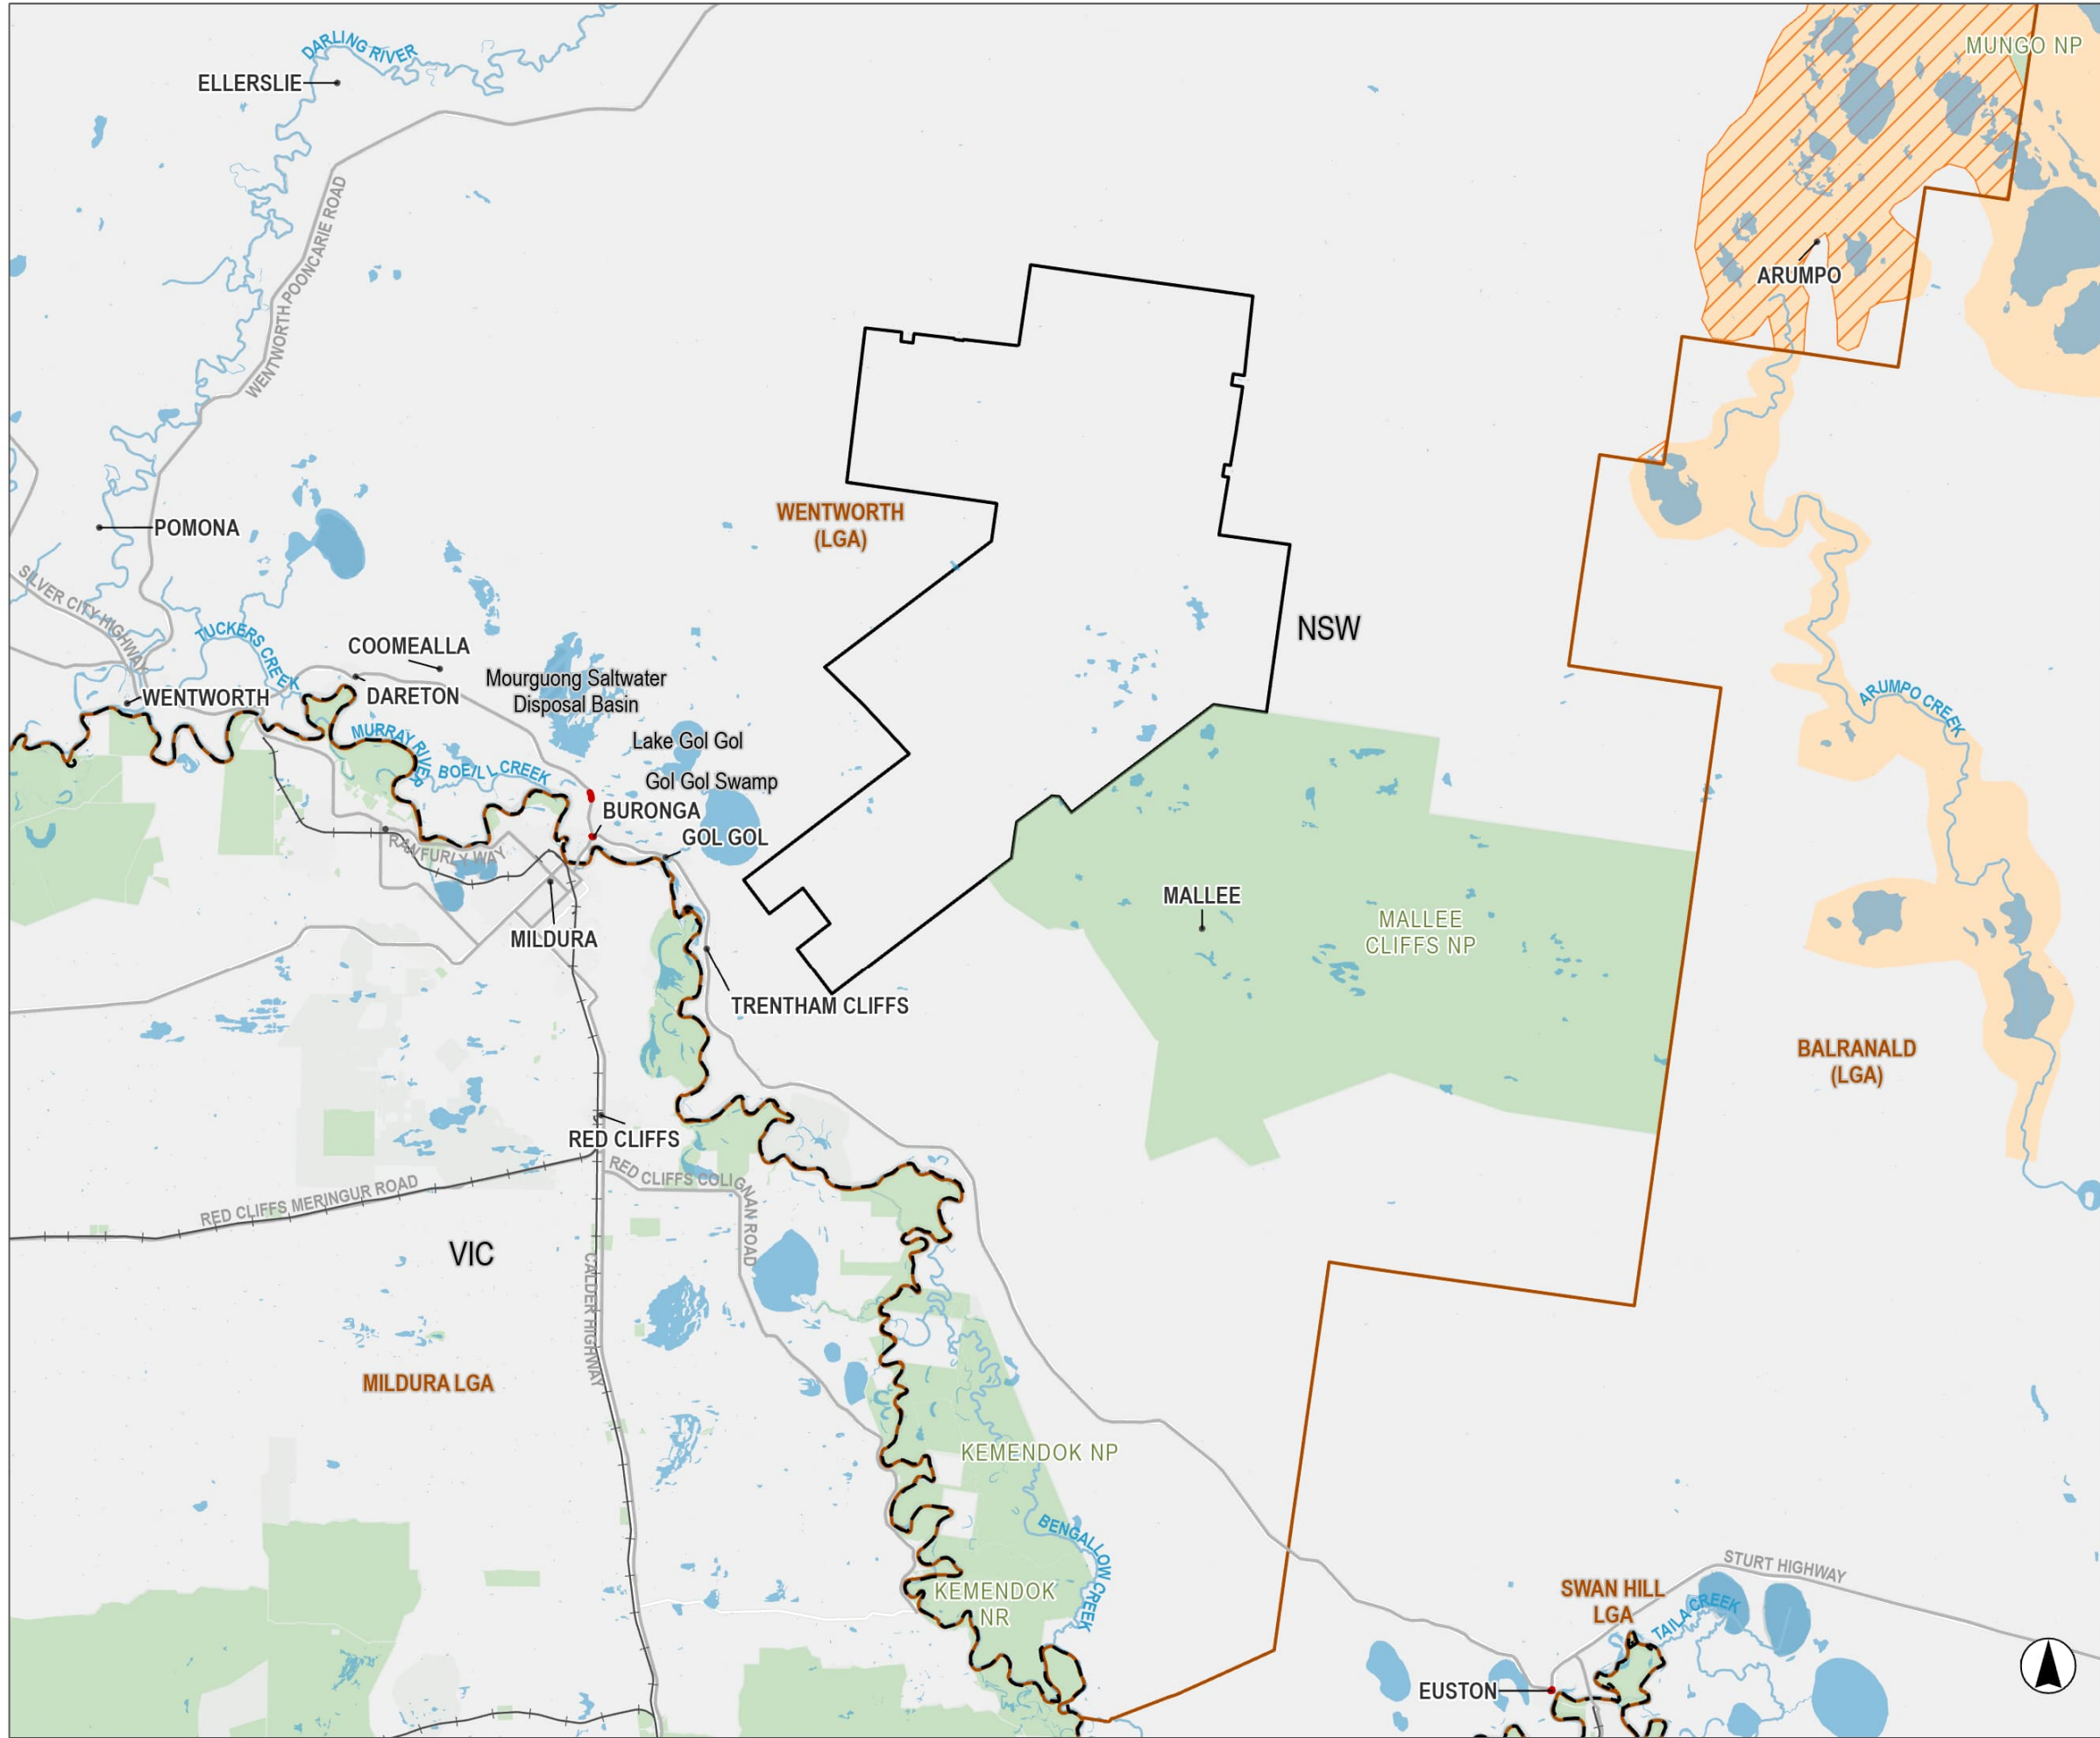 DARLING RIVER
MUNGO NP
ELLERSLIE
WENTWORTH POONCARIE ROAD
ARUMPO
WENTWORTH
(LGA)
POMONA
SILVER CITY HIGHWAY
TUCKERS CREEK
NSW
COOMEALLA
Mourguong Saltwater
Disposal Basin
WENTWORTH
DARETON
ARUMPO CREEK
MURRAY RIVER
Lake Gol Gol
BOEILL CREEK
Gol Gol Swamp
BURONGA
GOL GOL
RANFURLY WAY
MALLEE
MALLEE
CLIFFS NP
MILDURA
TRENTHAM CLIFFS
BALRANALD
(LGA)
RED CLIFFS
RED CLIFFS COLIGNAN ROAD
RED CLIFFS MERINGUR ROAD
VIC
CALDER HIGHWAY
MILDURA LGA
KEMENDOK NP
BENGALLOW CREEK
STURT HIGHWAY
KEMENDOK
NR
SWAN HILL
LGA
TAILA CREEK
EUSTON